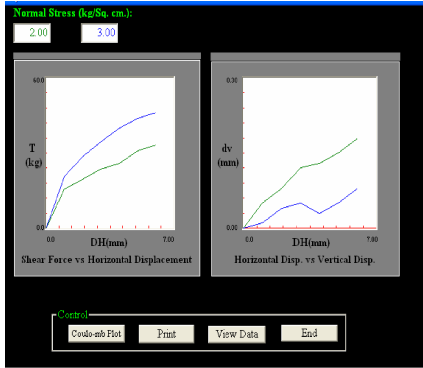 Normal Stress (kg/Sq. cm.):
2.00 3.00
60.0
T
(kg)
0.0
0.0 DH(mm) 7.00
Shear Force vs Horizontal Displacement
0.30
dv
(mm)
0.00
0.0 DH(mm) 7.00
Horizontal Disp. vs Vertical Disp.
Control
Coulo-mb Plot Print View Data End